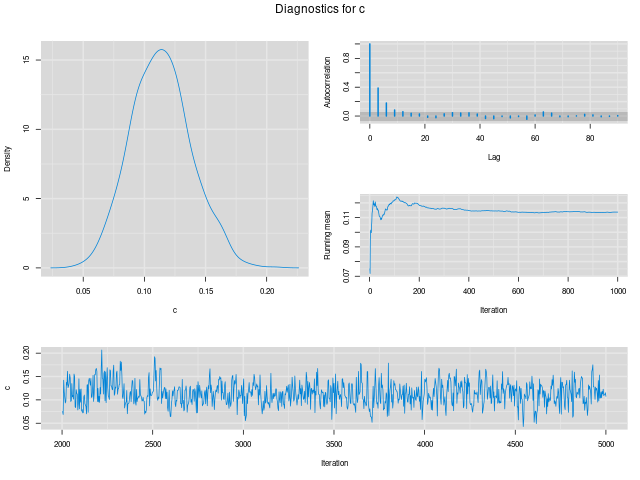 Diagnostics for c
Density
15
10
5
0
0.05 0.10 0.15 0.20
c
Autocorrelation
0.8
0.4
0.0
0 20 40 60 80
Lag
Running mean
0.11
0.09
0.07
0 200 400 600 800 1000
Iteration
c
0.20
0.15
0.10
0.05
2000 2500 3000 3500 4000 4500 5000
Iteration